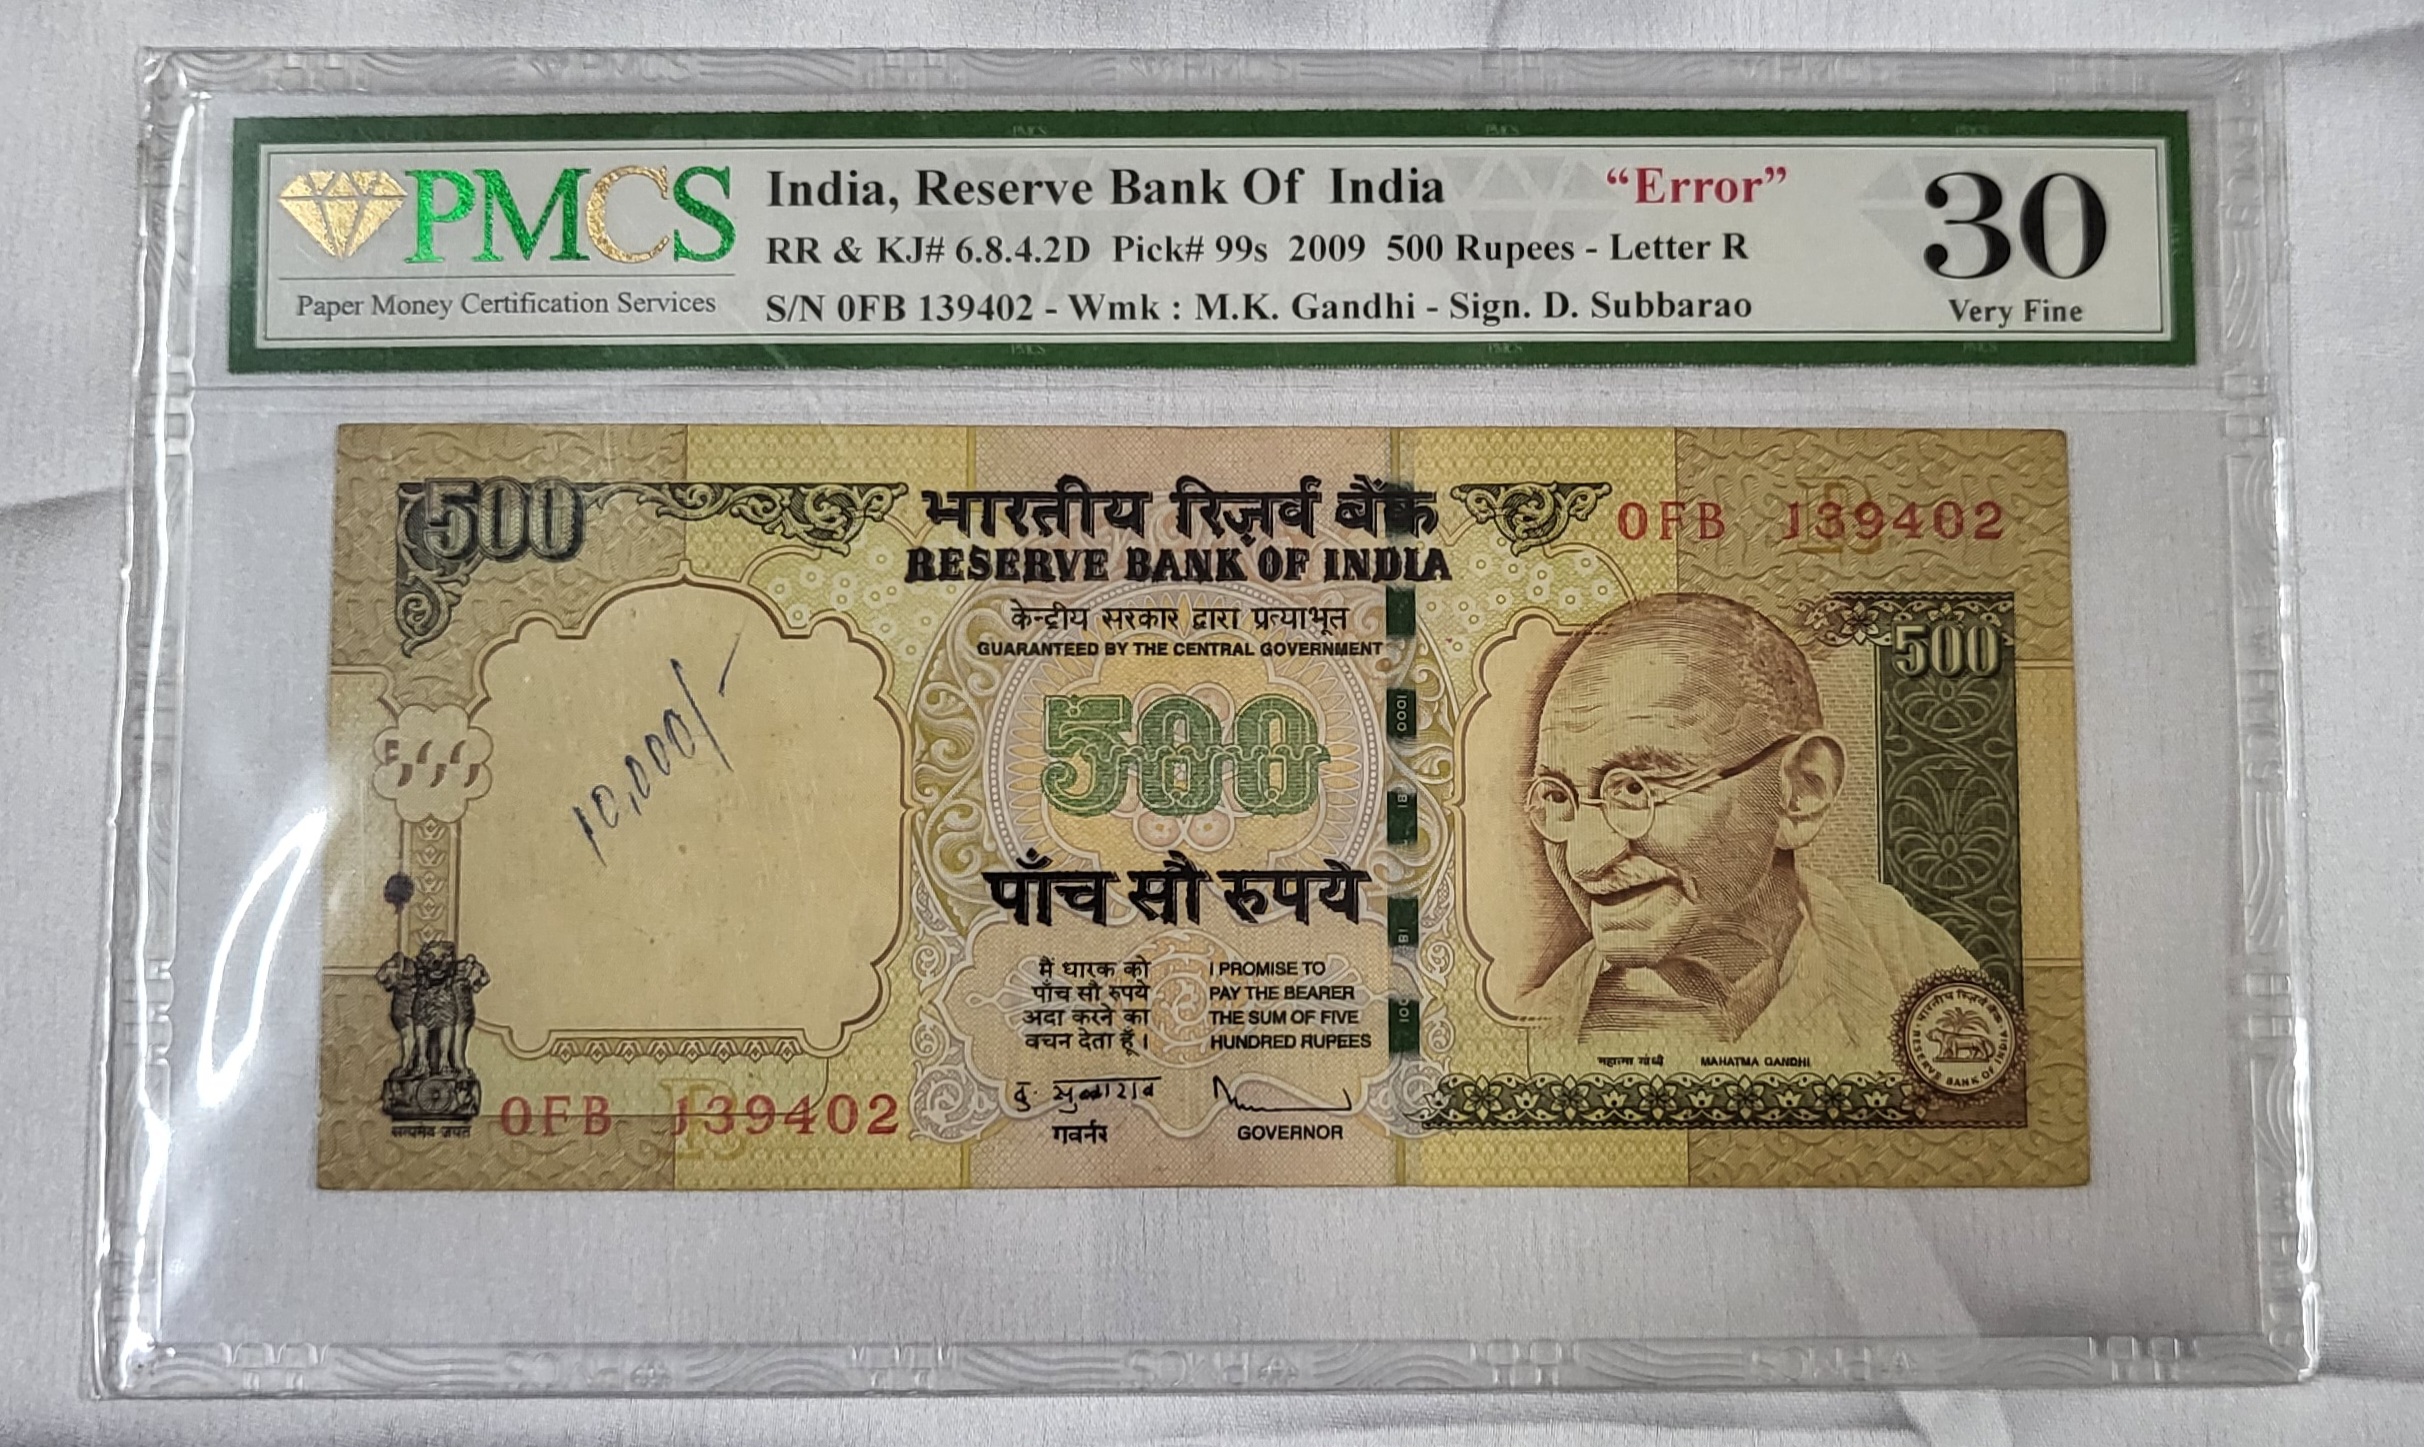 PMCS
Paper Money Certification Services
India, Reserve Bank Of India "Error"
RR & KJ# 6.8.4.2D Pick# 99s 2009 500 Rupees - Letter R
S/N 0FB 139402 - Wmk : M.K. Gandhi - Sign. D. Subbarao
30
Very Fine
500
भारतीय रिज़र्व बैंक
RESERVE BANK OF INDIA
0FB 139402
केन्द्रीय सरकार द्वारा प्रत्याभूत
GUARANTEED BY THE CENTRAL GOVERNMENT
500
10,000/-
500
पाँच सौ रुपये
मैं धारक को
पाँच सौ रुपये
अदा करने का
वचन देता हूँ।
I PROMISE TO
PAY THE BEARER
THE SUM OF FIVE
HUNDRED RUPEES
महात्मा गांधी MAHATMA GANDHI
भारतीय रिज़र्व बैंक
RESERVE BANK OF INDIA
0FB 139402
सत्यमेव जयते
गवर्नर
GOVERNOR